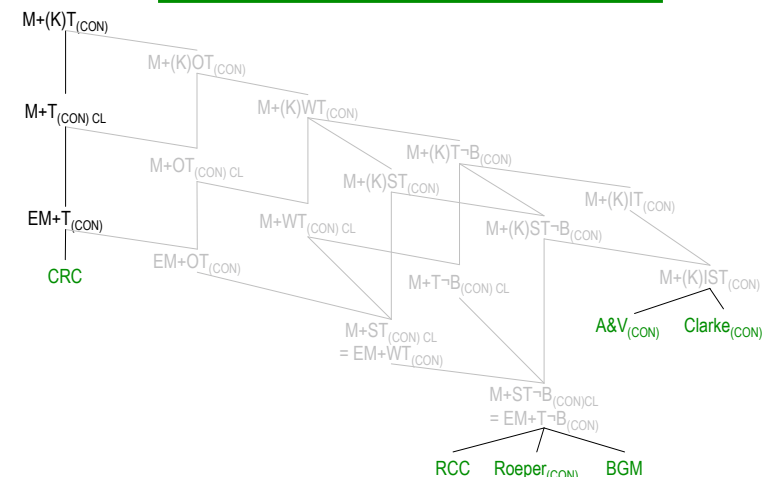 M+(K)T(CON)
M+(K)OT(CON)
M+(K)WT(CON)
M+T(CON) CL
M+(K)T¬B(CON)
M+OT(CON) CL
M+(K)ST(CON)
M+(K)IT(CON)
EM+T(CON)
M+WT(CON) CL
M+(K)ST¬B(CON)
EM+OT(CON)
CRC
M+T¬B(CON) CL
M+(K)IST(CON)
A&V(CON)
Clarke(CON)
M+ST(CON) CL
= EM+WT(CON)
M+ST¬B(CON)CL
= EM+T¬B(CON)
RCC
Roeper(CON)
BGM